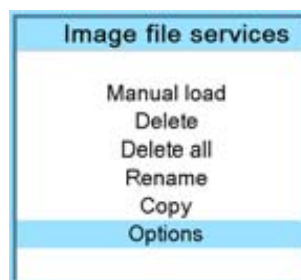 Image file services
Manual load
Delete
Delete all
Rename
Copy
Options